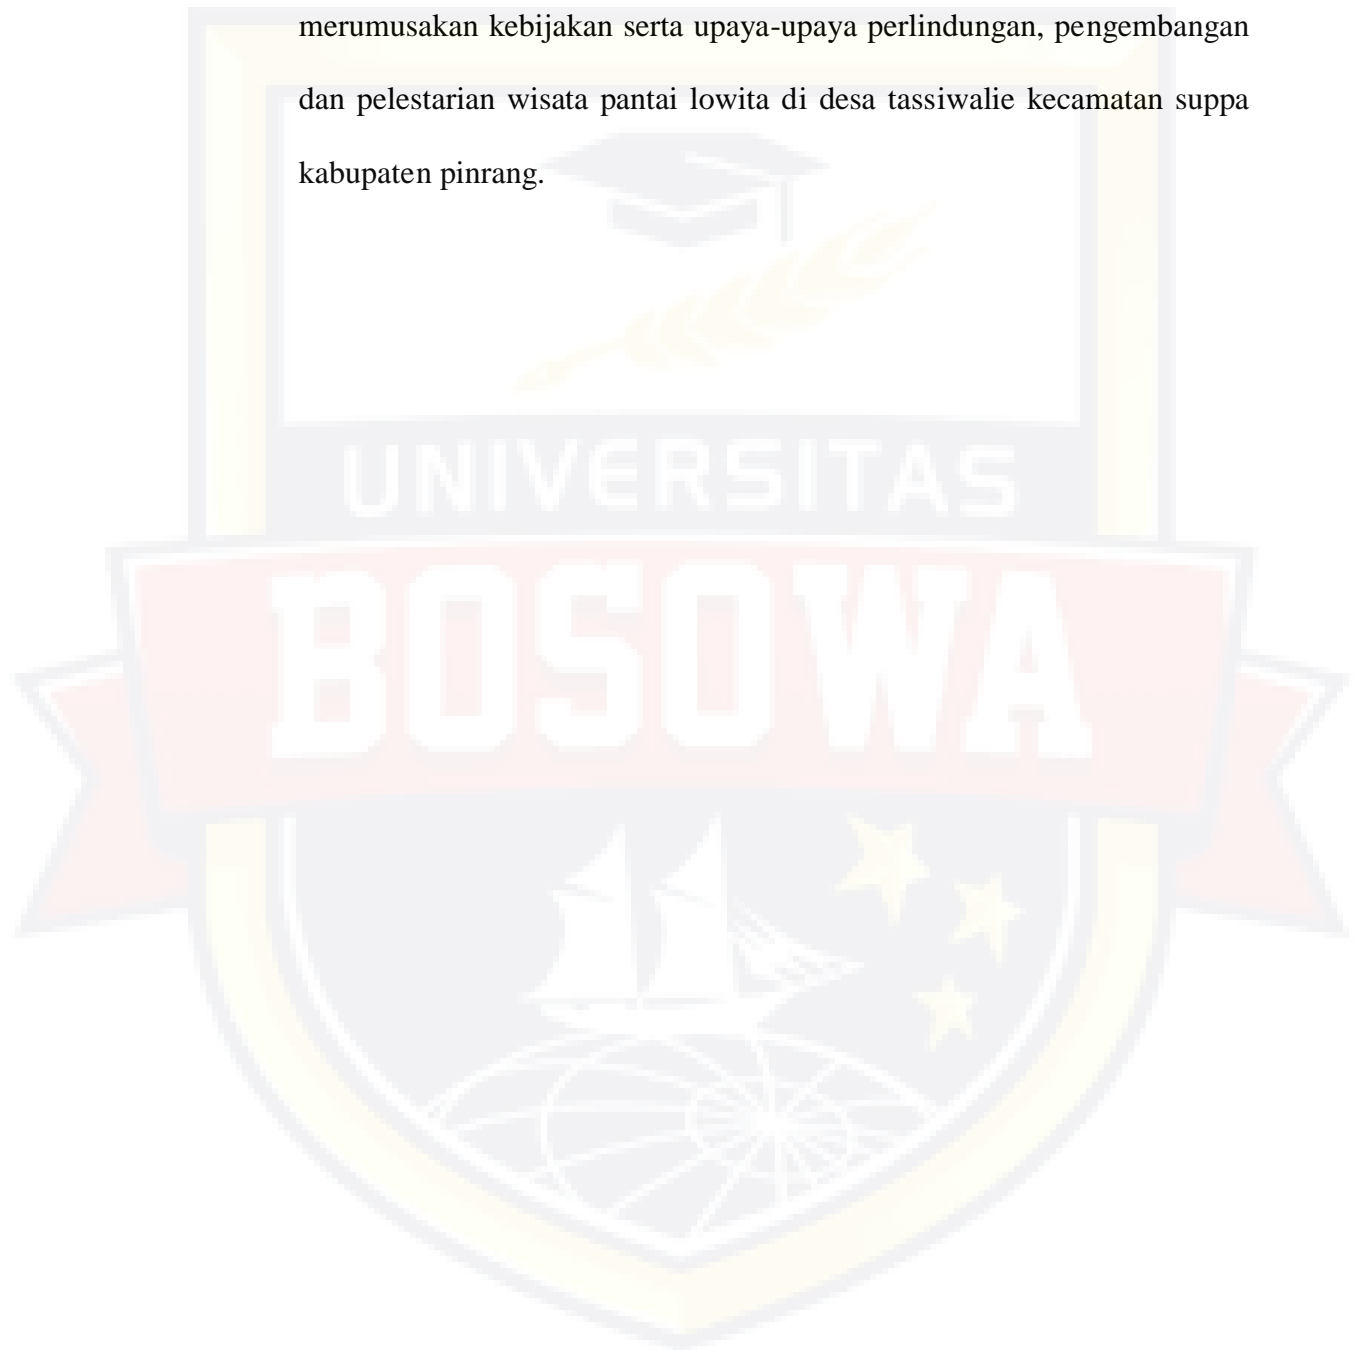 merumusakan kebijakan serta upaya-upaya perlindungan, pengembangan
dan pelestarian wisata pantai lowita di desa tassiwalie kecamatan suppa
kabupaten pinrang.
UNIVERSITAS
BOSOWA